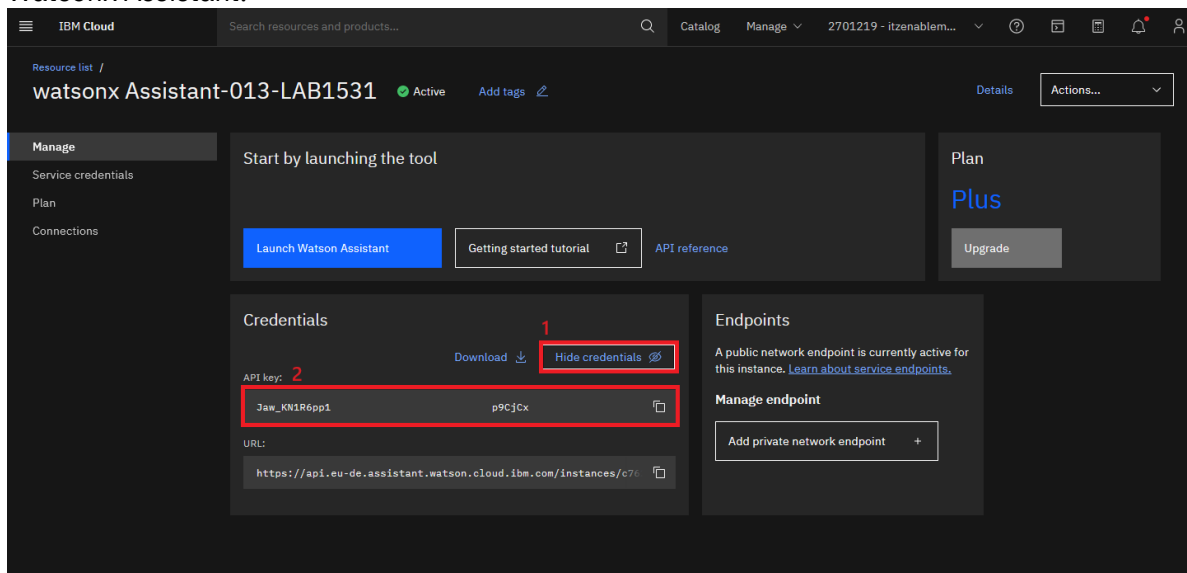 Watsonx Assistant.
IBM Cloud
Search resources and products...
Catalog
Manage
2701219 - itzenablem...
Resource list /
watsonx Assistant-013-LAB1531
Active
Add tags
Details
Actions...
Manage
Service credentials
Plan
Connections
Start by launching the tool
Launch Watson Assistant
Getting started tutorial
API reference
Plan
Plus
Upgrade
Credentials
1
Download
Hide credentials
API key: 2
Jaw_KN1R6pp1 p9CjCx
URL:
https://api.eu-de.assistant.watson.cloud.ibm.com/instances/c76
Endpoints
A public network endpoint is currently active for
this instance. Learn about service endpoints.
Manage endpoint
Add private network endpoint +